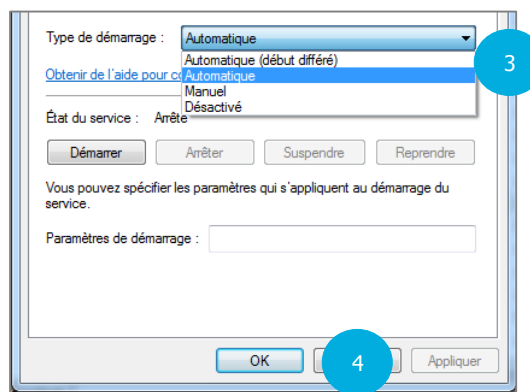 Type de démarrage : Automatique
Automatique (début différé)
3
Obtenir de l'aide pour co Automatique
Manuel
Désactivé
État du service : Arrêté
Démarrer Arrêter Suspendre Reprendre
Vous pouvez spécifier les paramètres qui s'appliquent au démarrage du
service.
Paramètres de démarrage :
OK 4 Appliquer